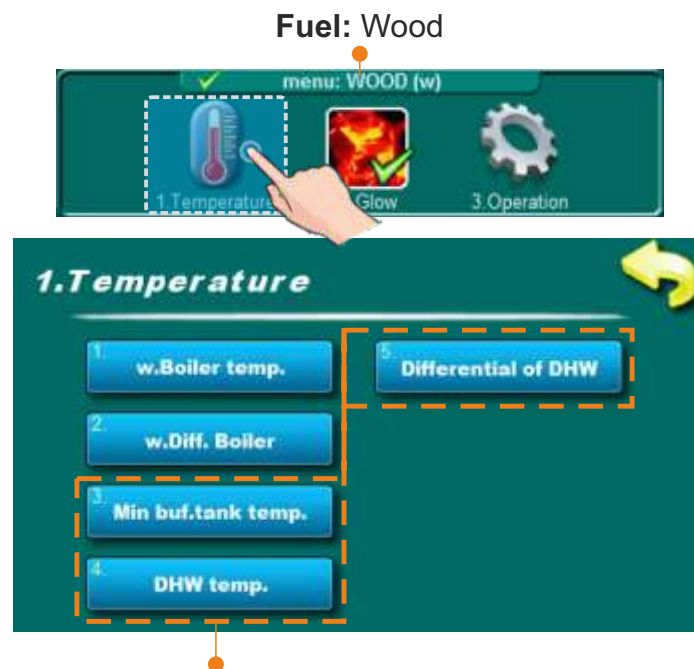 Fuel: Wood
menu: WOOD (w)
1.Temperature
Glow
3.Operation
1.Temperature
1.
w.Boiler temp.
2.
w.Diff. Boiler
3.
Min buf.tank temp.
4.
DHW temp.
5.
Differential of DHW